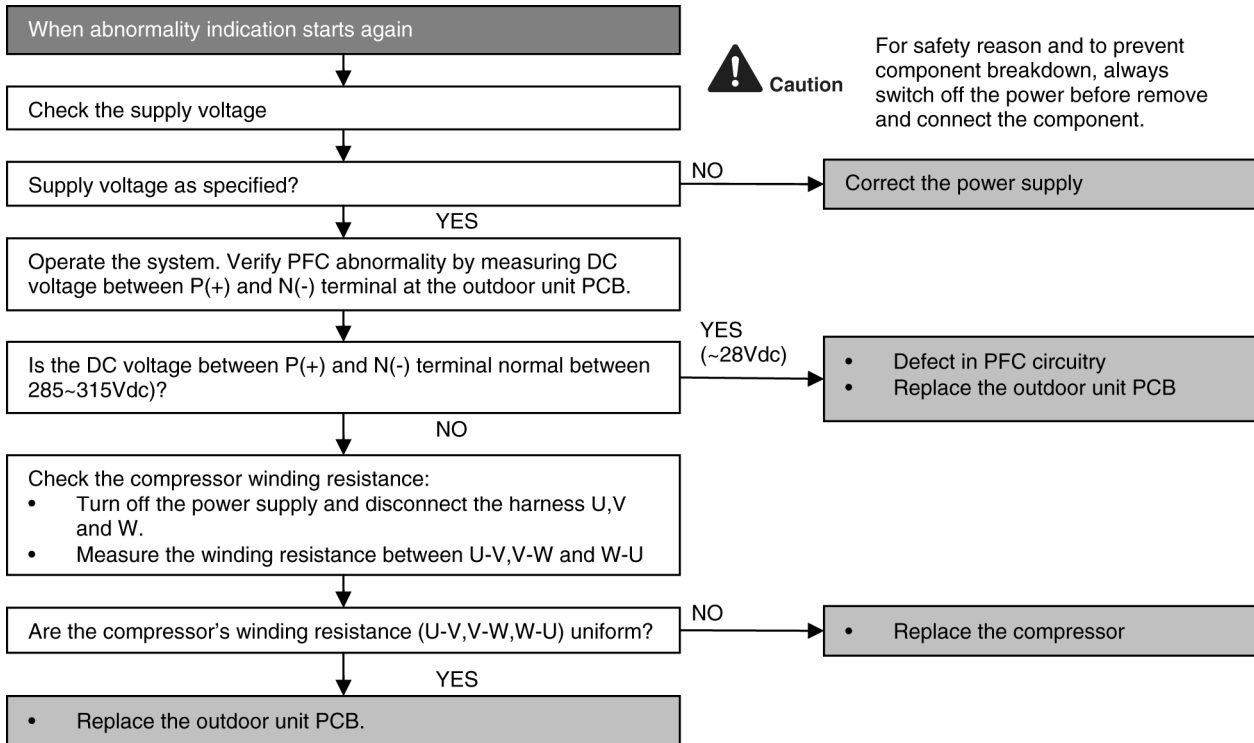 When abnormality indication starts again
Caution
For safety reason and to prevent
component breakdown, always
switch off the power before remove
and connect the component.
Check the supply voltage
Supply voltage as specified?
NO
Correct the power supply
YES
Operate the system. Verify PFC abnormality by measuring DC
voltage between P(+) and N(-) terminal at the outdoor unit PCB.
Is the DC voltage between P(+) and N(-) terminal normal between
285~315Vdc)?
YES
(~28Vdc)
• Defect in PFC circuitry
• Replace the outdoor unit PCB
NO
Check the compressor winding resistance:
• Turn off the power supply and disconnect the harness U,V
and W.
• Measure the winding resistance between U-V,V-W and W-U
Are the compressor's winding resistance (U-V,V-W,W-U) uniform?
NO
• Replace the compressor
YES
• Replace the outdoor unit PCB.